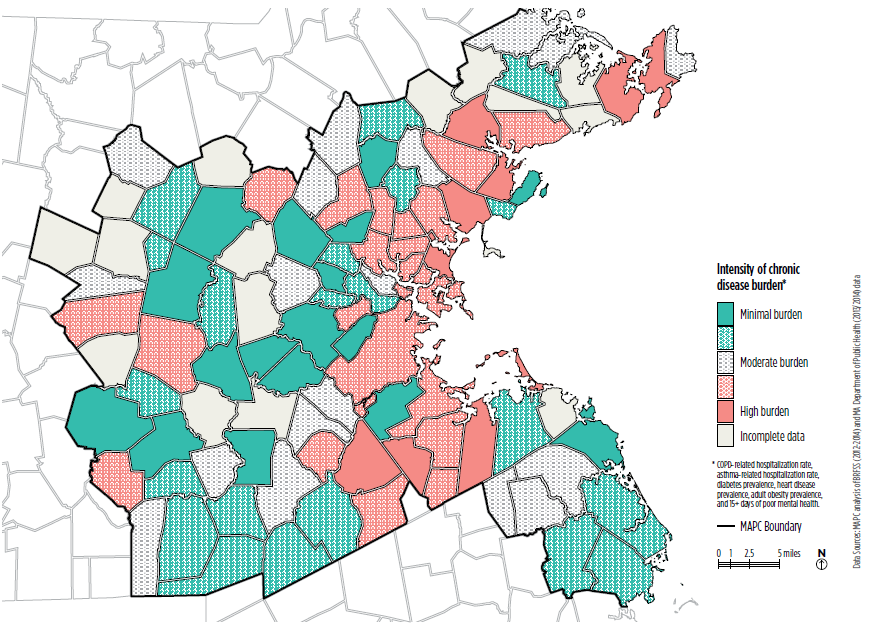 Intensity of chronic
disease burden*
Minimal burden
Moderate burden
High burden
Incomplete data
* COPD-related hospitalization rate,
asthma-related hospitalization rate,
diabetes prevalence, heart disease
prevalence, adult obesity prevalence,
and 15+ days of poor mental health.
MAPC Boundary
0 1 2.5 5 miles
N
Data Sources: MAPC analysis of BRFSS (2012-2014) and MA Department of Public Health (2017/2014) data